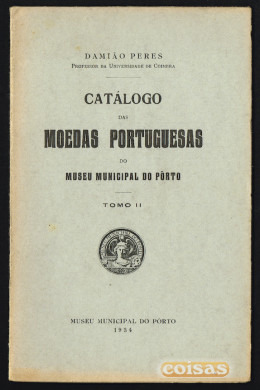 DAMIÃO PERES
PROFESSOR DA UNIVERSIDADE DE COIMBRA
CATÁLOGO
DAS
MOEDAS PORTUGUESAS
DO
MUSEU MUNICIPAL DO PÔRTO
TOMO II
MUSEU MUNICIPAL DO PÔRTO
1934
coisas